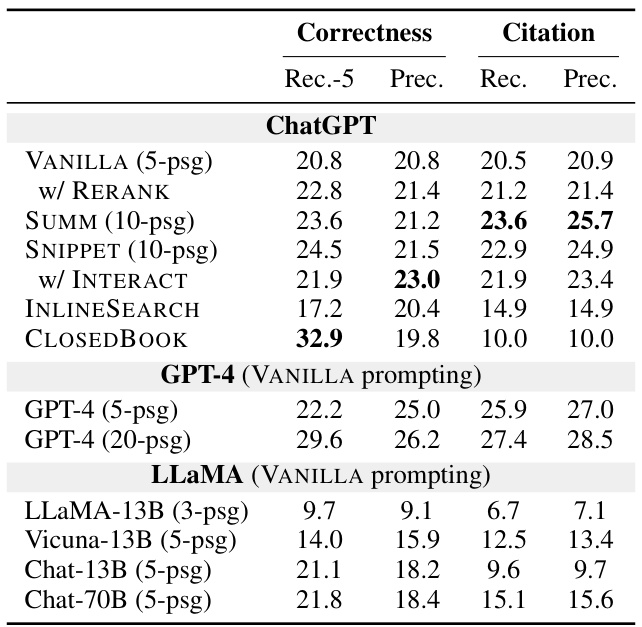 Correctness Citation
Rec.-5 Prec. Rec. Prec.
ChatGPT
VANILLA (5-psg) 20.8 20.8 20.5 20.9
w/ RERANK 22.8 21.4 21.2 21.4
SUMM (10-psg) 23.6 21.2 23.6 25.7
SNIPPET (10-psg) 24.5 21.5 22.9 24.9
w/ INTERACT 21.9 23.0 21.9 23.4
INLINESEARCH 17.2 20.4 14.9 14.9
CLOSEDBOOK 32.9 19.8 10.0 10.0
GPT-4 (VANILLA prompting)
GPT-4 (5-psg) 22.2 25.0 25.9 27.0
GPT-4 (20-psg) 29.6 26.2 27.4 28.5
LLaMA (VANILLA prompting)
LLaMA-13B (3-psg) 9.7 9.1 6.7 7.1
Vicuna-13B (5-psg) 14.0 15.9 12.5 13.4
Chat-13B (5-psg) 21.1 18.2 9.6 9.7
Chat-70B (5-psg) 21.8 18.4 15.1 15.6